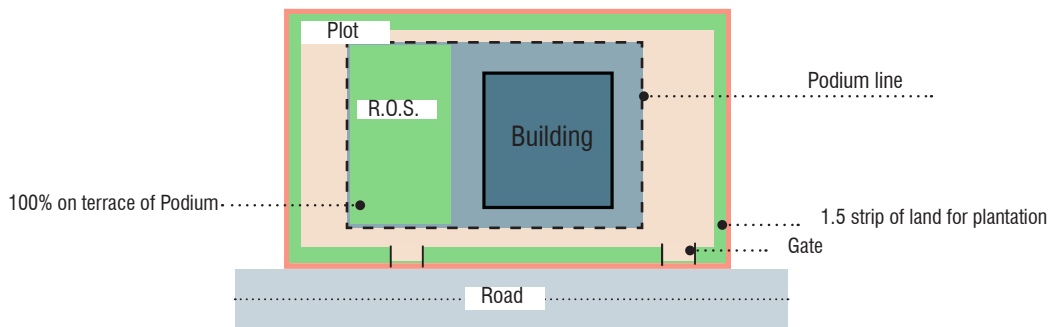 Plot
Podium line
R.O.S.
Building
100% on terrace of Podium
1.5 strip of land for plantation
Gate
Road